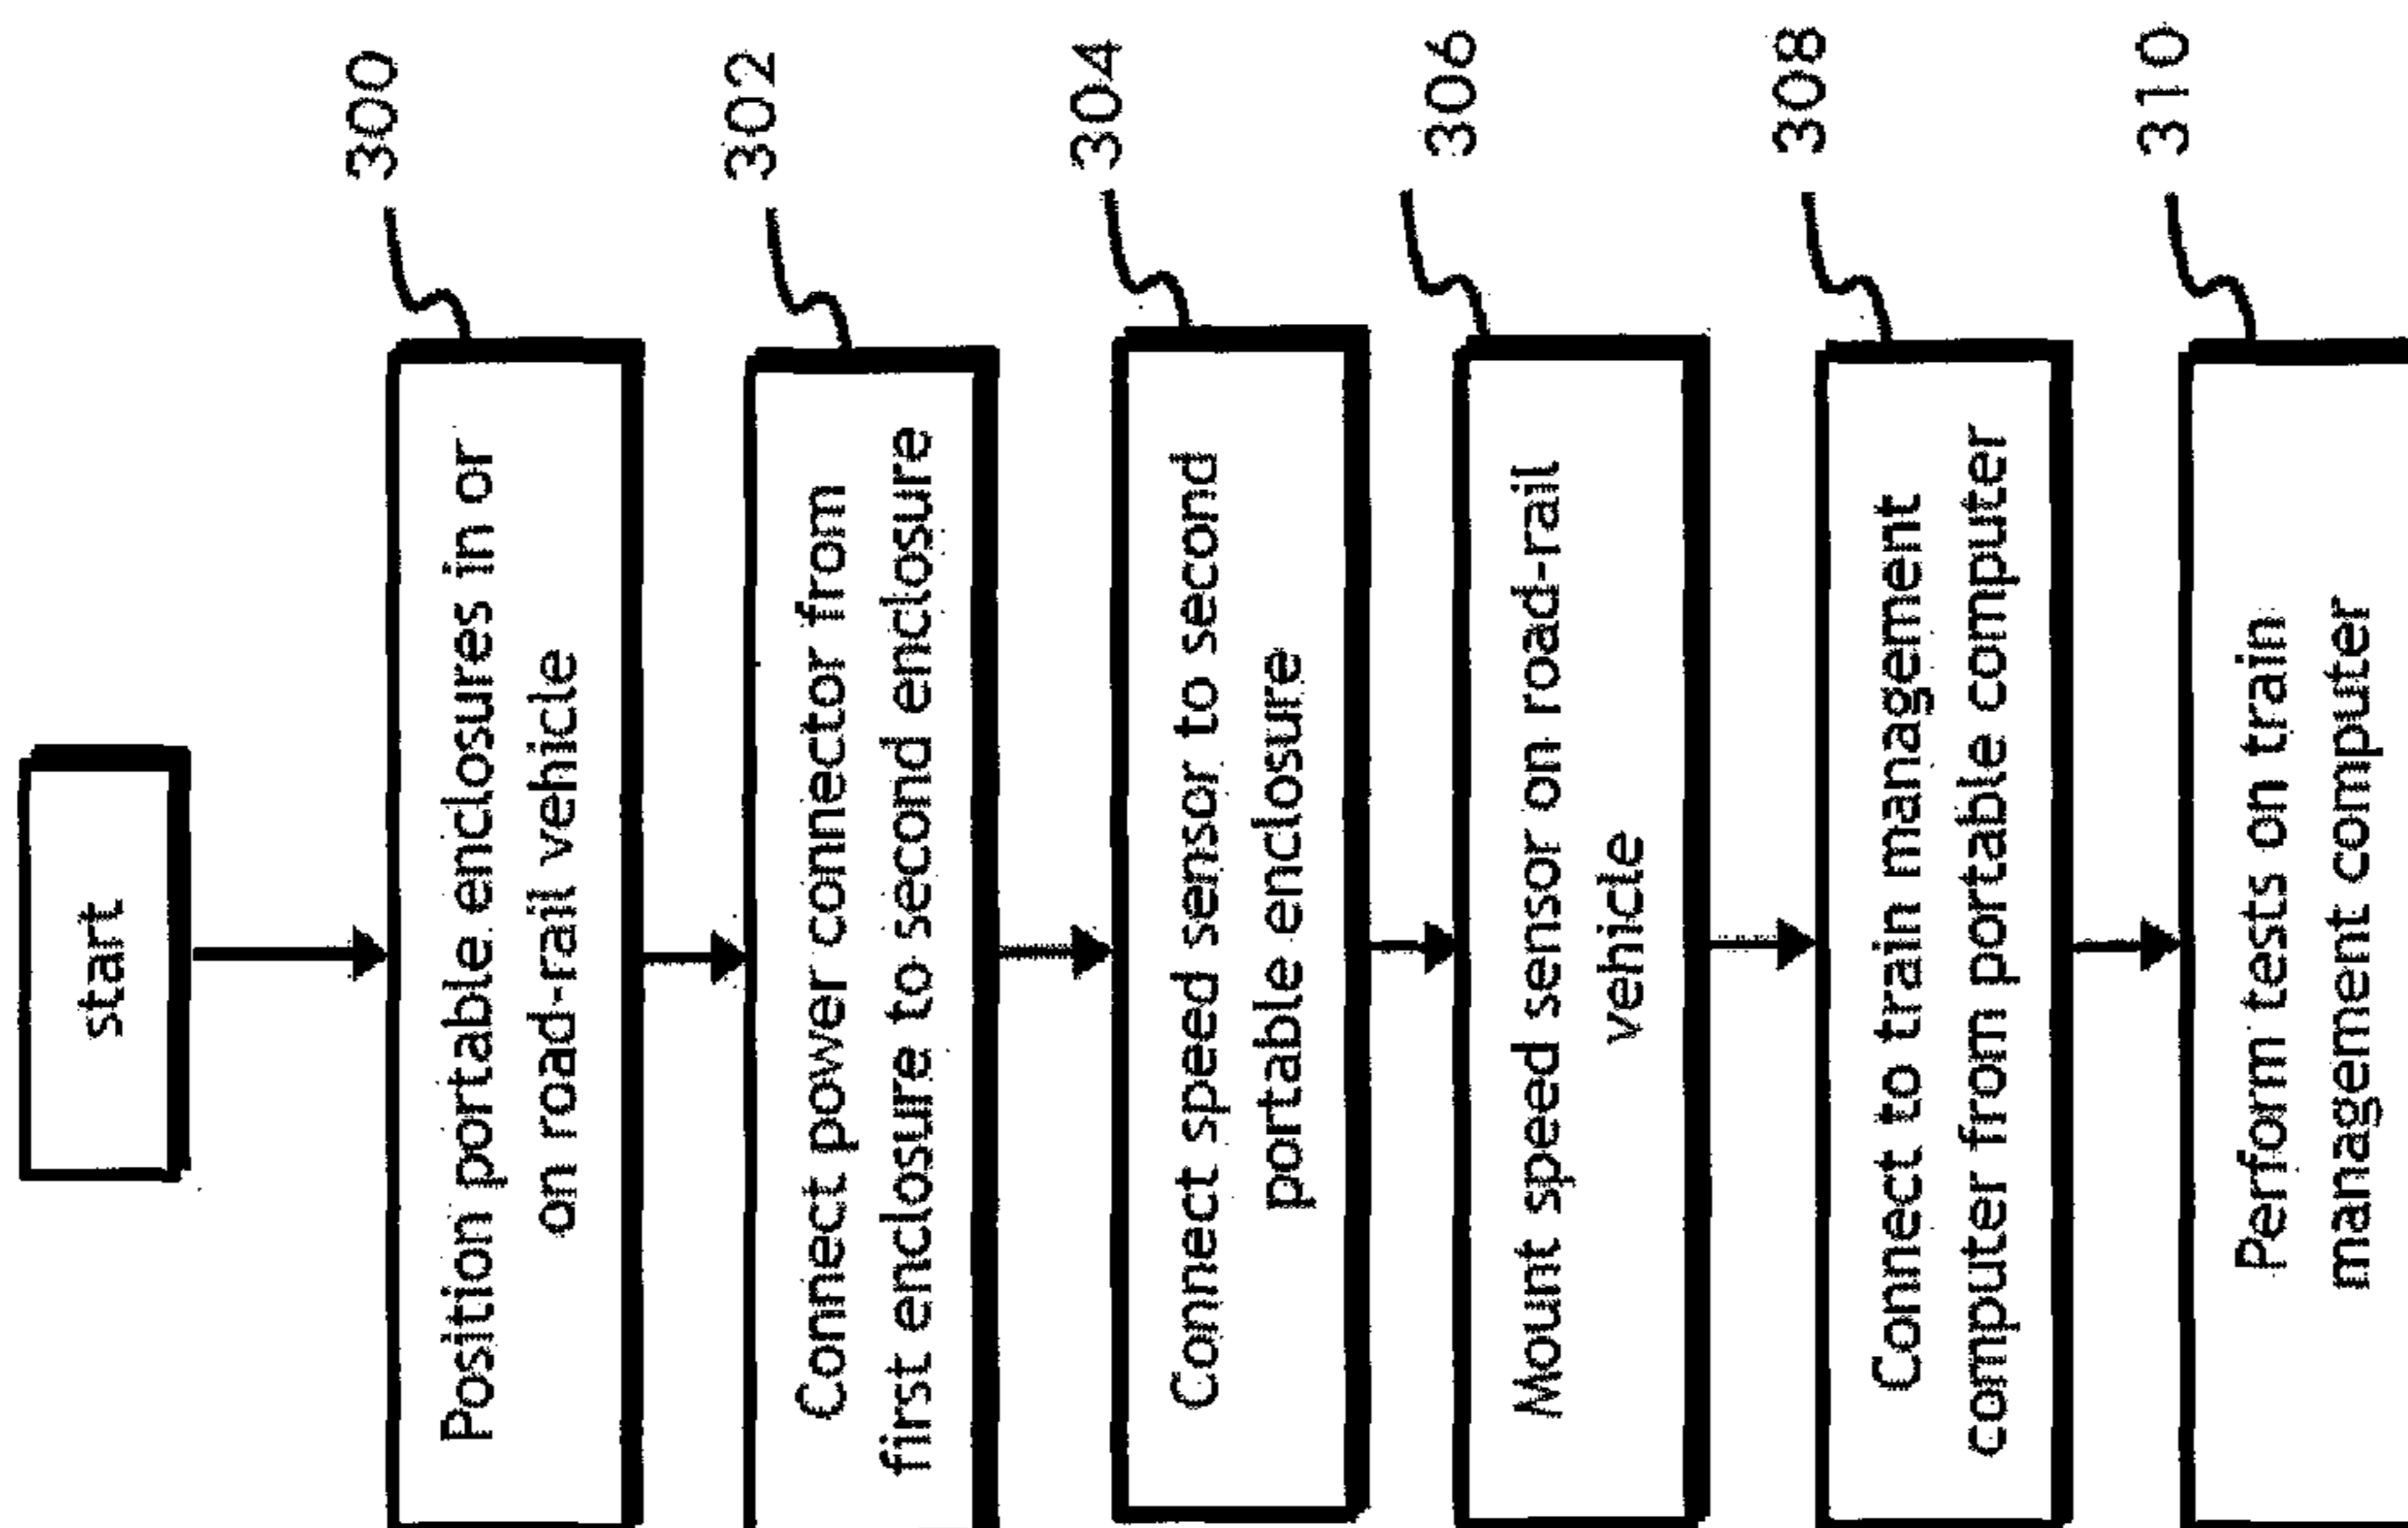 start
300
Position portable enclosures in or
on road-rail vehicle
302
Connect power connector from
first enclosure to second enclosure
304
Connect speed sensor to second
portable enclosure
306
Mount speed sensor on road-rail
vehicle
308
Connect to train management
computer from portable computer
310
Perform tests on train
management computer